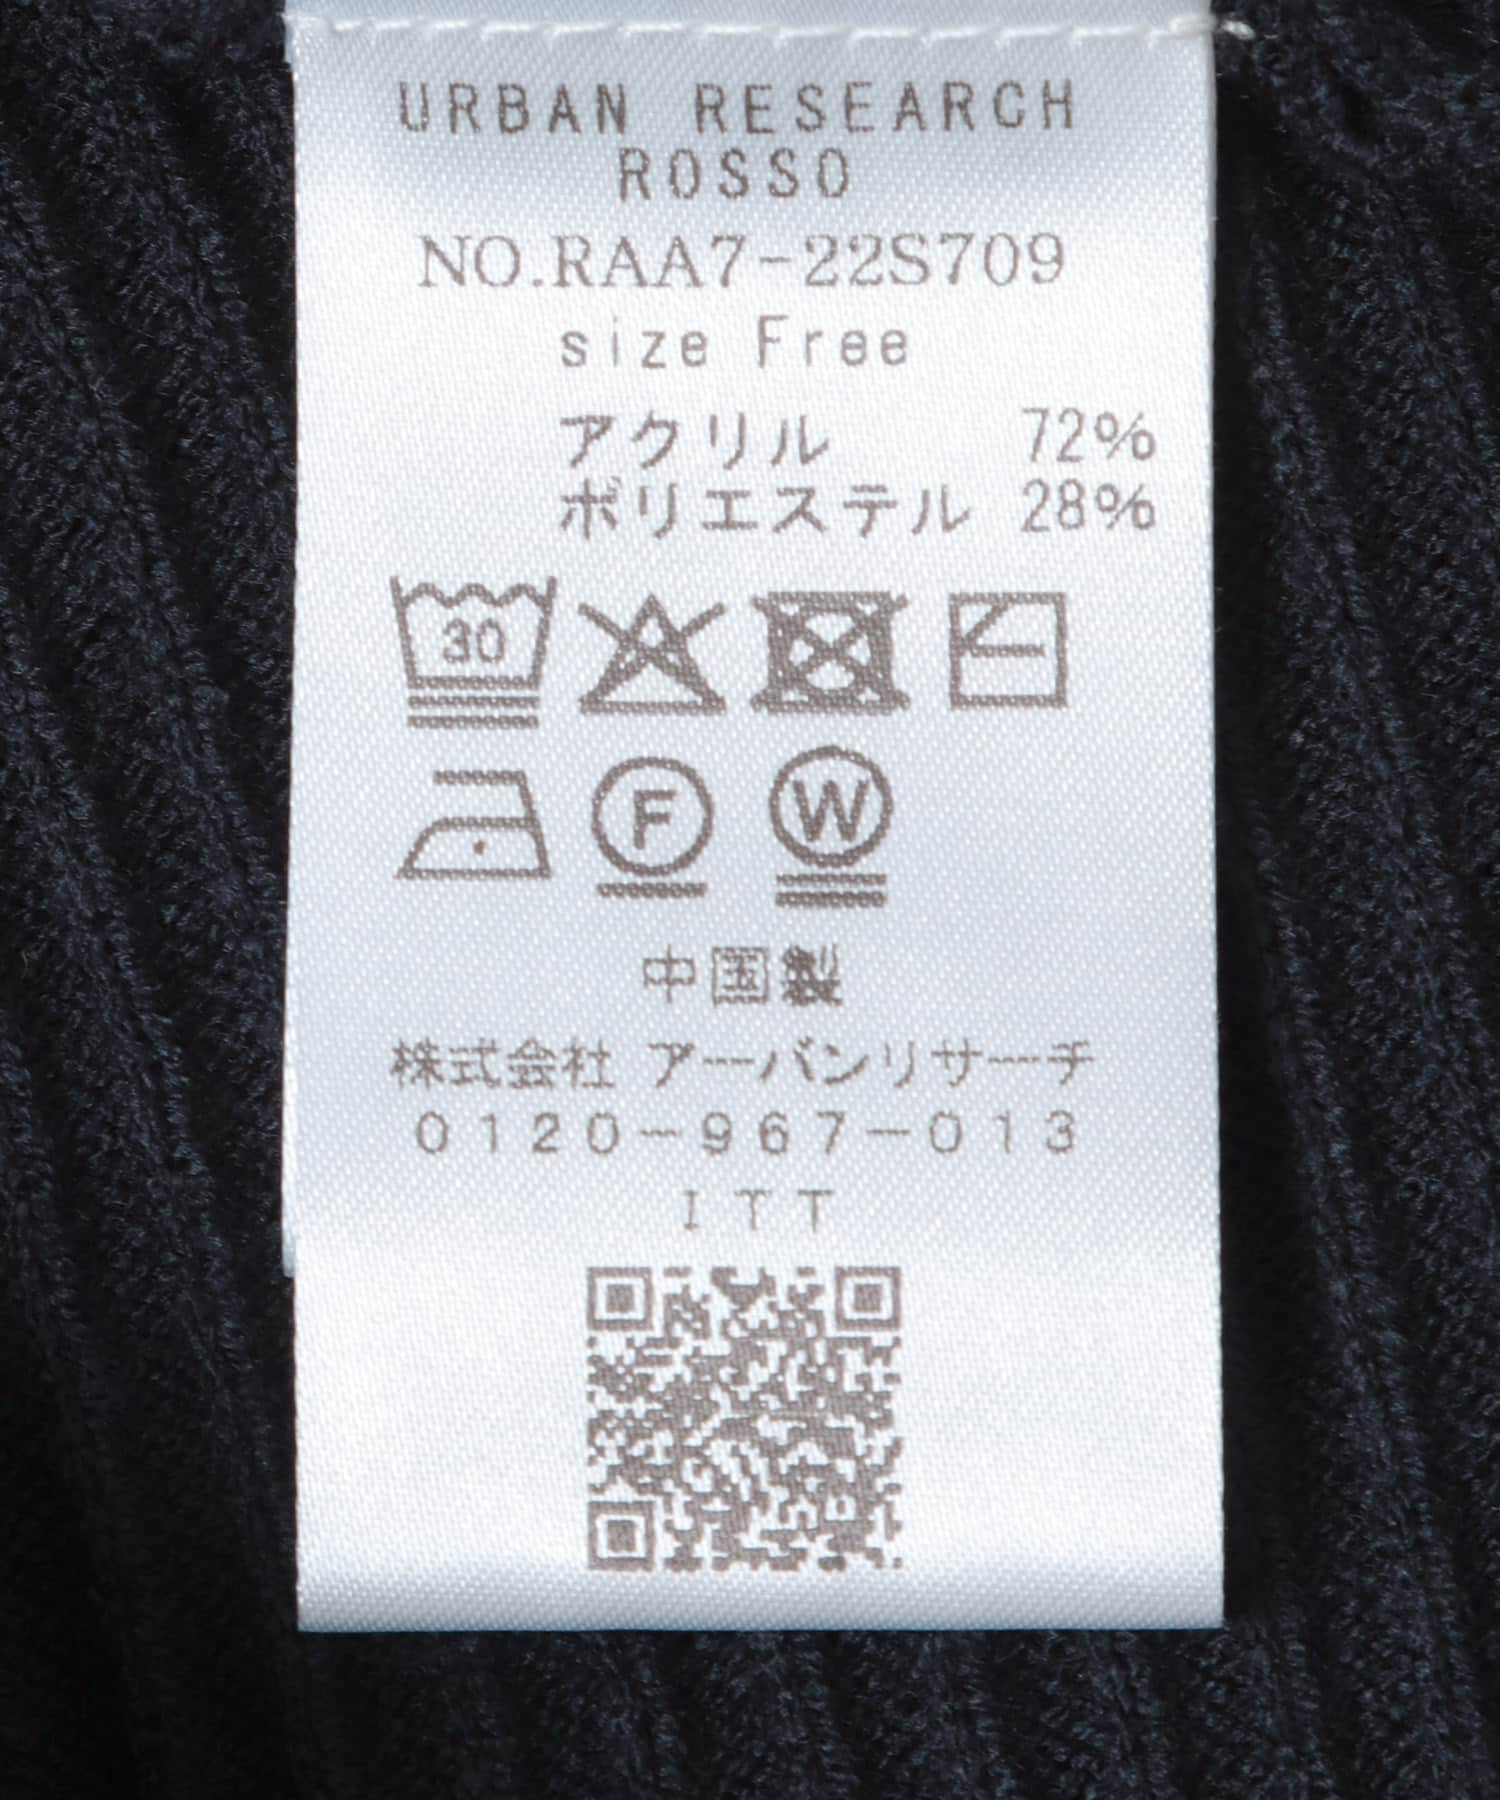 URBAN RESEARCH
ROSSO
NO.RAA7-22S709
size Free
アクリル 72%
ポリエステル 28%
30
F W
中国製
株式会社 アーバンリサーチ
0120-967-013
ITT